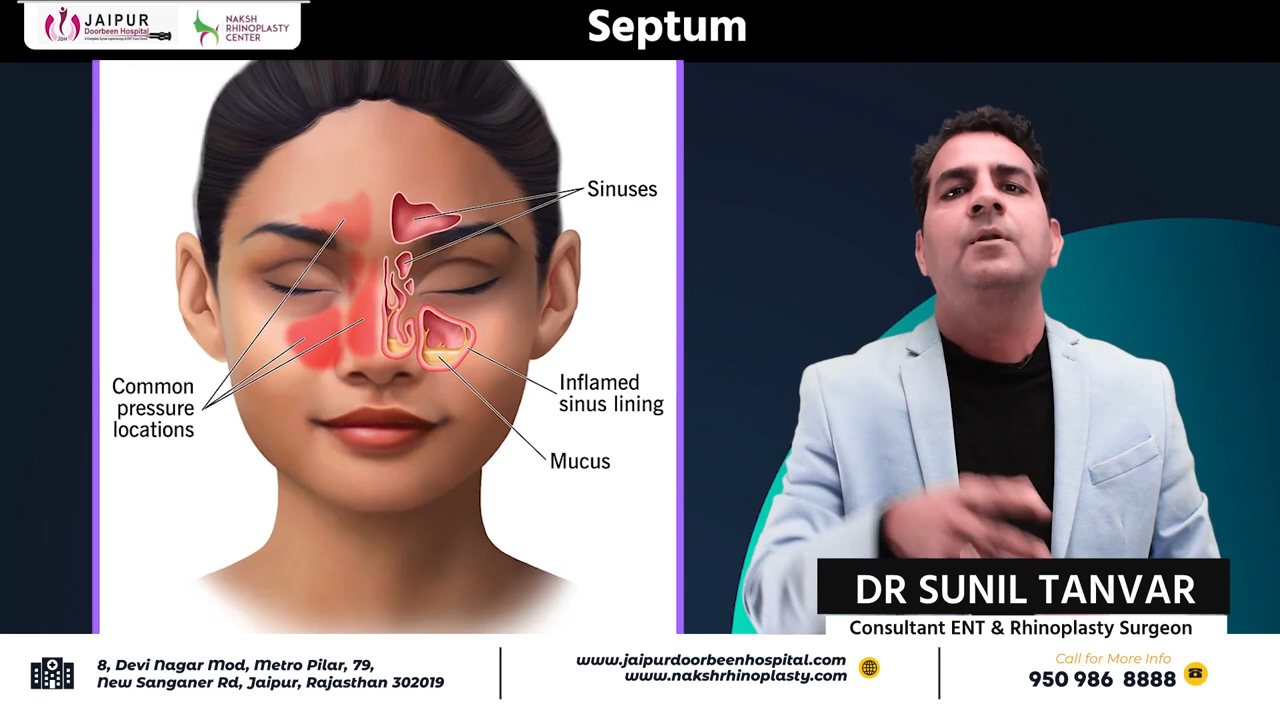 JAIPUR
Doorbeen Hospital
JDH
NAKSH
RHINOPLASTY
CENTER
Septum
Sinuses
Common
pressure
locations
Inflamed
sinus lining
Mucus
DR SUNIL TANVAR
Consultant ENT & Rhinoplasty Surgeon
8, Devi Nagar Mod, Metro Pilar, 79,
New Sanganer Rd, Jaipur, Rajasthan 302019
www.jaipurdoorbeenhospital.com
www.nakshrhinoplasty.com
Call for More Info
950 986 8888